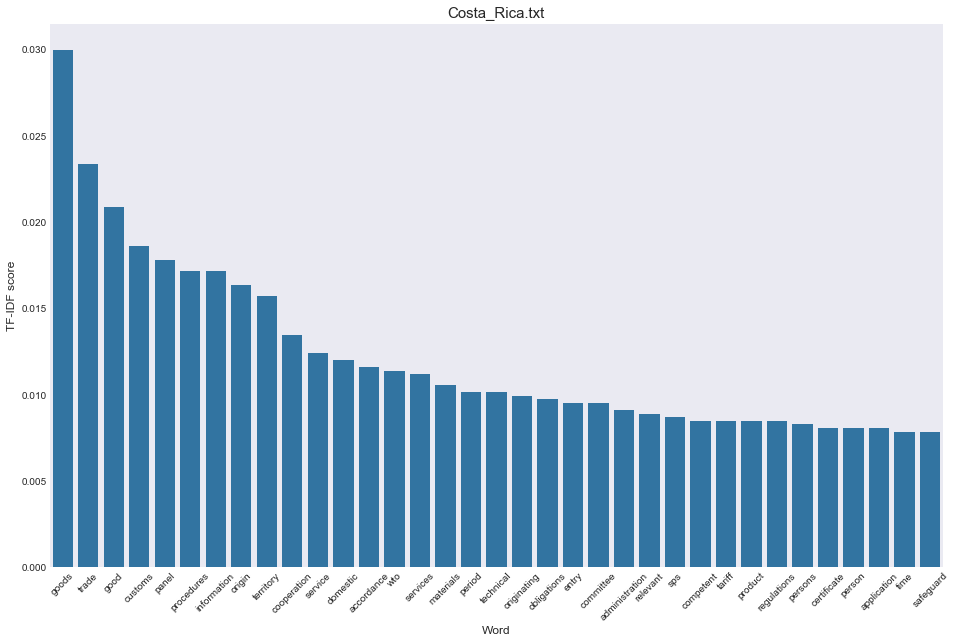 Costa_Rica.txt
TF-IDF score
0.030
0.025
0.020
0.015
0.010
0.005
0.000
goods
trade
good
customs
panel
procedures
information
origin
territory
cooperation
service
domestic
accordance
wto
services
materials
period
technical
originating
obligations
entry
committee
administration
relevant
sps
competent
tariff
product
regulations
persons
certificate
person
application
time
safeguard
Word